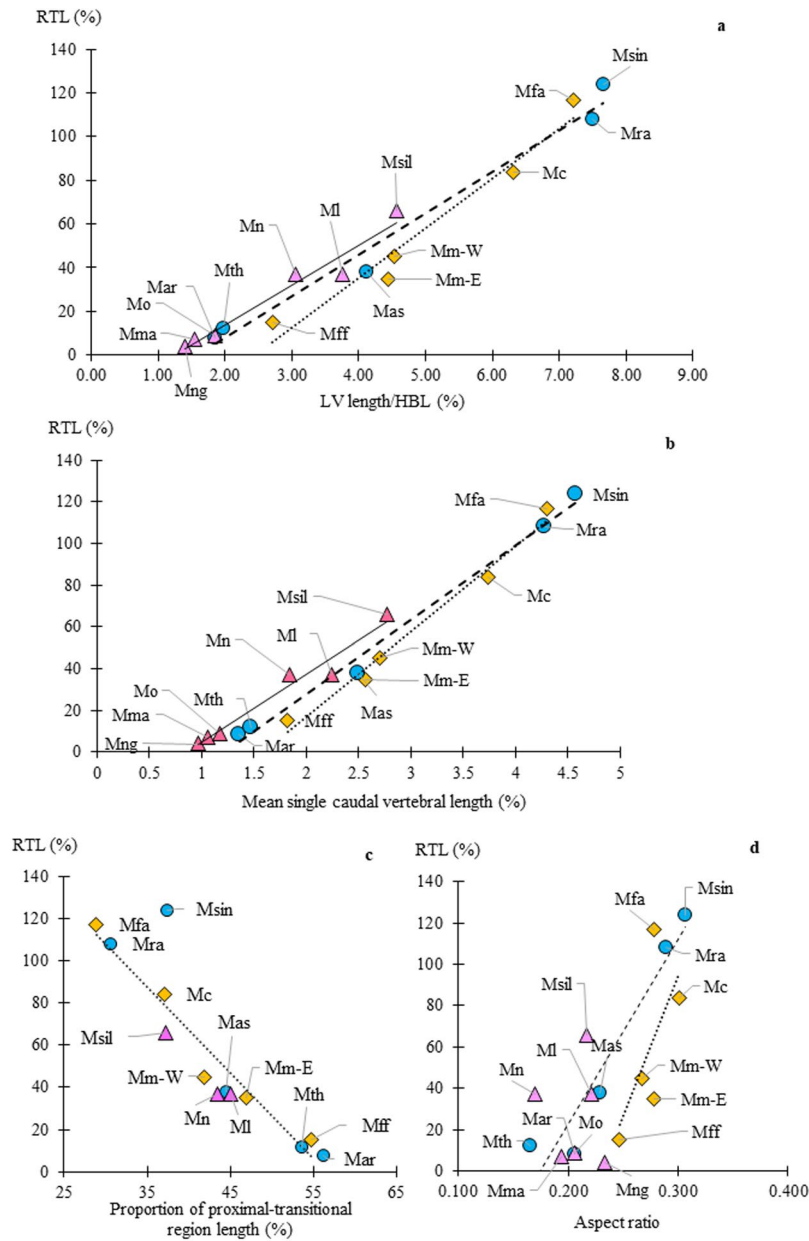 RTL (%)
a
140
120
100
80
60
40
20
0
0.00 1.00 2.00 3.00 4.00 5.00 6.00 7.00 8.00 9.00
LV length/HBL (%)
Msin
Mfa
Mra
Mc
Msil
Ml
Mn
Mm-W
Mm-E
Mas
Mar
Mth
Mo
Mma
Mff
Mng
RTL (%)
b
140
120
100
80
60
40
20
0
0 0.5 1 1.5 2 2.5 3 3.5 4 4.5 5
Mean single caudal vertebral length (%)
Mfa
Msin
Mra
Mc
Msil
Ml
Mn
Mm-W
Mm-E
Mo
Mth
Mas
Mma
Mff
Mng
Mar
RTL (%)
c
140
120
100
80
60
40
20
0
25 35 45 55 65
Proportion of proximal-transitional
region length (%)
Msin
Mfa
Mra
Mc
Msil
Mas
Mm-W
Mm-E
Mth
Mn
Ml
Mff
Mar
RTL (%)
d
140
120
100
80
60
40
20
0
0.100 0.200 0.300 0.400
Aspect ratio
Msin
Mfa
Mra
Msil
Mc
Ml
Mas
Mn
Mm-W
Mm-E
Mar
Mo
Mth
Mff
Mma
Mng